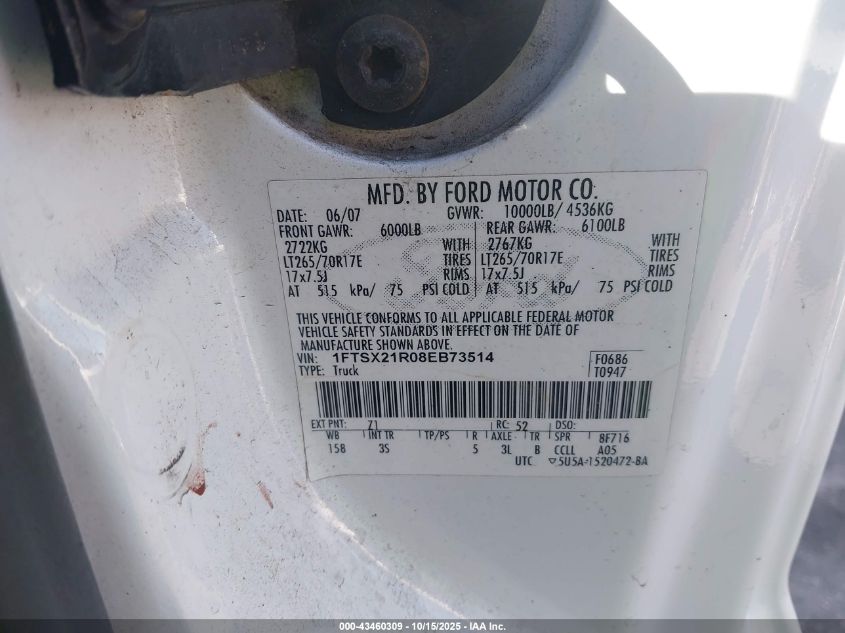 MFD. BY FORD MOTOR CO.
DATE: 06/07 GVWR: 10000LB/ 4536KG
FRONT GAWR: 6000LB REAR GAWR: 6100LB
2722KG WITH 2767KG WITH
LT265/70R17E TIRES LT265/70R17E TIRES
17x7.5J RIMS 17x7.5J RIMS
AT 515 kPa/ 75 PSI COLD AT 515 kPa/ 75 PSI COLD
THIS VEHICLE CONFORMS TO ALL APPLICABLE FEDERAL MOTOR
VEHICLE SAFETY STANDARDS IN EFFECT ON THE DATE OF
MANUFACTURE SHOWN ABOVE.
VIN: 1FTSX21R08EB73514 F0686
TYPE: Truck T0947
EXT PNT: Z1 RC: 52 DSO:
WB INT TR TP/PS R AXLE TR SPR 8F716
158 3S 5 3L B CCLL A05
UTC ▽5U5A-1520472-BA
000-43460309 - 10/15/2025 - IAA Inc.